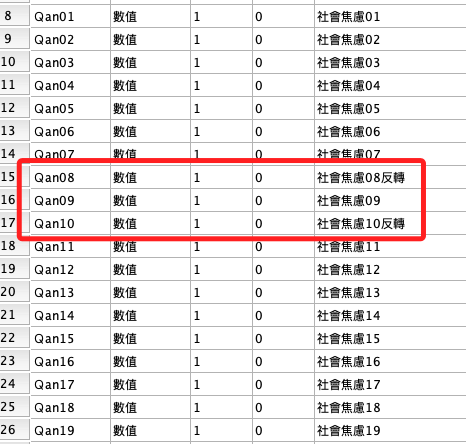 8 Qan01 數值 1 0 社會焦慮01
9 Qan02 數值 1 0 社會焦慮02
10 Qan03 數值 1 0 社會焦慮03
11 Qan04 數值 1 0 社會焦慮04
12 Qan05 數值 1 0 社會焦慮05
13 Qan06 數值 1 0 社會焦慮06
14 Qan07 數值 1 0 社會焦慮07
15 Qan08 數值 1 0 社會焦慮08反轉
16 Qan09 數值 1 0 社會焦慮09
17 Qan10 數值 1 0 社會焦慮10反轉
18 Qan11 數值 1 0 社會焦慮11
19 Qan12 數值 1 0 社會焦慮12
20 Qan13 數值 1 0 社會焦慮13
21 Qan14 數值 1 0 社會焦慮14
22 Qan15 數值 1 0 社會焦慮15
23 Qan16 數值 1 0 社會焦慮16
24 Qan17 數值 1 0 社會焦慮17
25 Qan18 數值 1 0 社會焦慮18
26 Qan19 數值 1 0 社會焦慮19